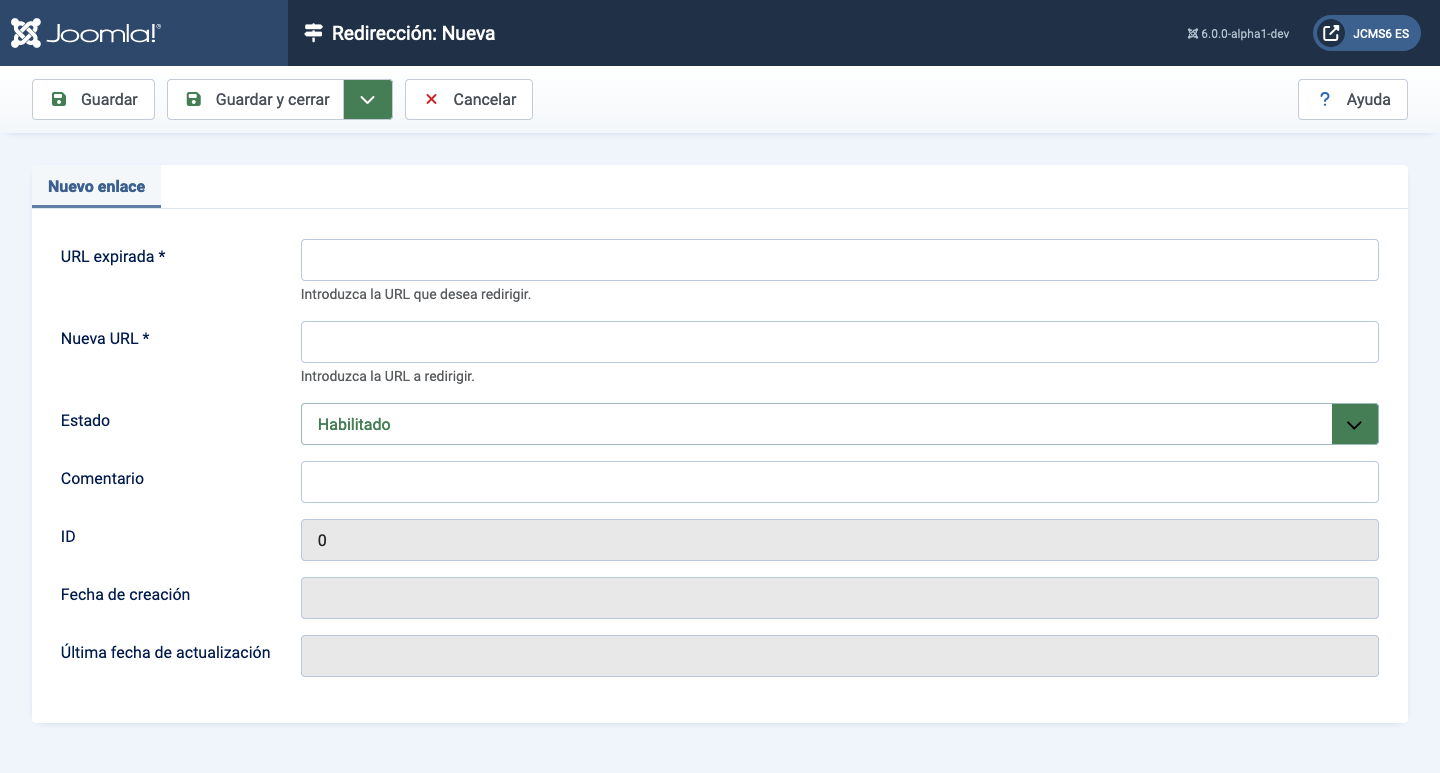 Joomla!®
Redirección: Nueva
6.0.0-alpha1-dev
JCMS6 ES
Guardar
Guardar y cerrar
Cancelar
Ayuda
Nuevo enlace
URL expirada *
Introduzca la URL que desea redirigir.
Nueva URL *
Introduzca la URL a redirigir.
Estado
Habilitado
Comentario
ID
0
Fecha de creación
Última fecha de actualización